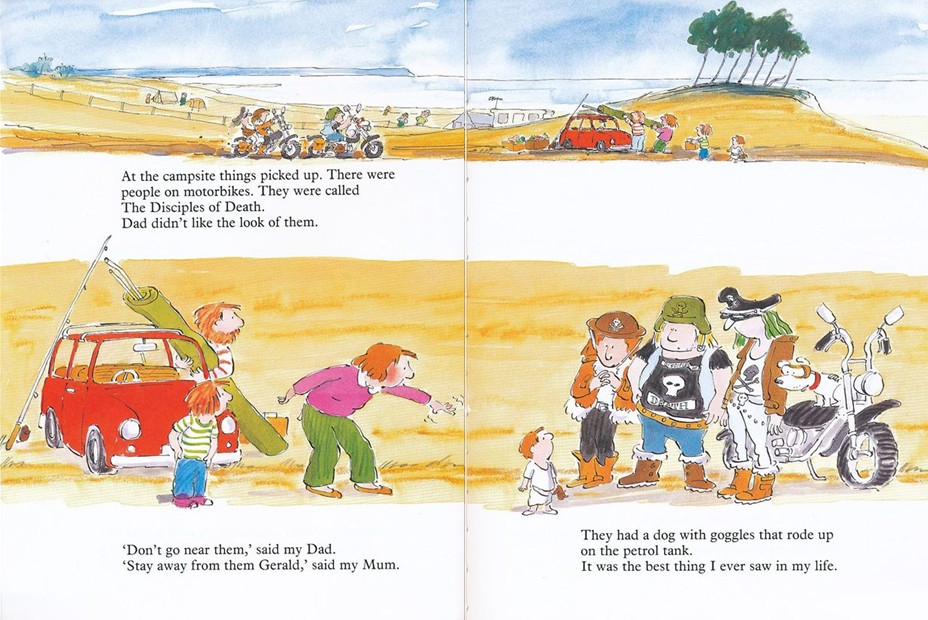 At the campsite things picked up. There were
people on motorbikes. They were called
The Disciples of Death.
Dad didn't like the look of them.
'Don't go near them,' said my Dad.
'Stay away from them Gerald,' said my Mum.
They had a dog with goggles that rode up
on the petrol tank.
It was the best thing I ever saw in my life.